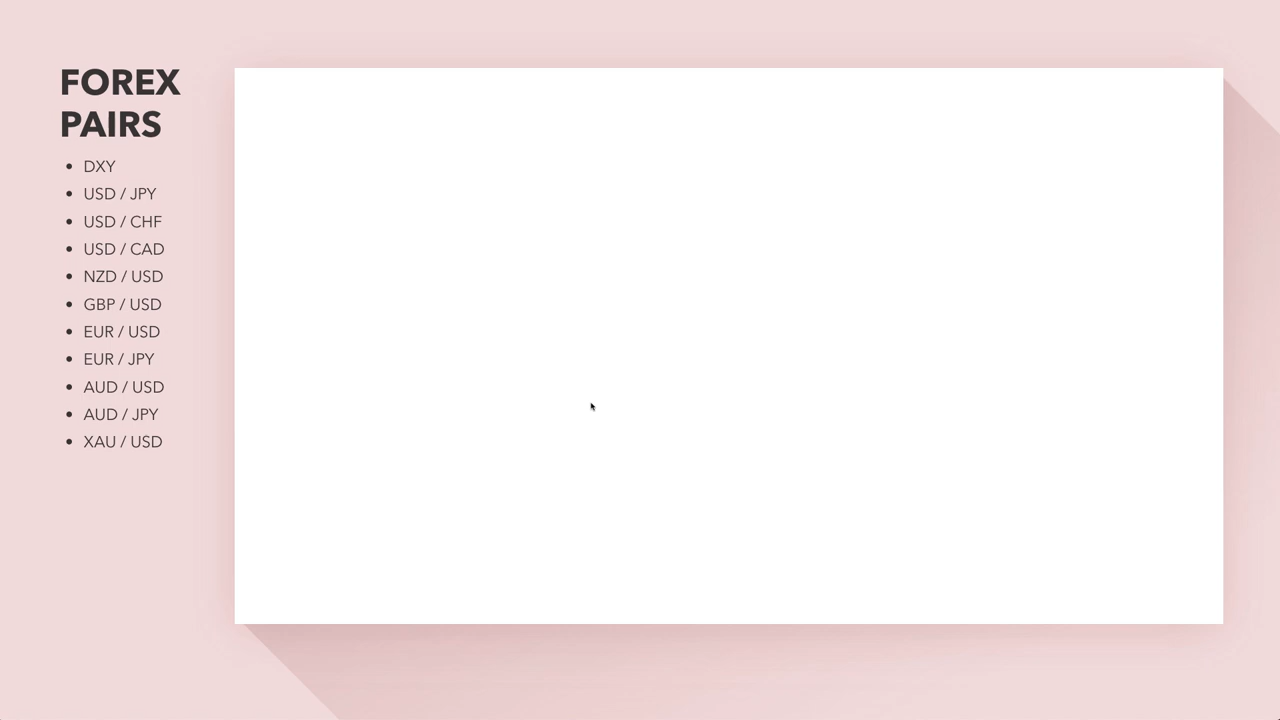 FOREX
PAIRS
• DXY
• USD / JPY
• USD / CHF
• USD / CAD
• NZD / USD
• GBP / USD
• EUR / USD
• EUR / JPY
• AUD / USD
• AUD / JPY
• XAU / USD